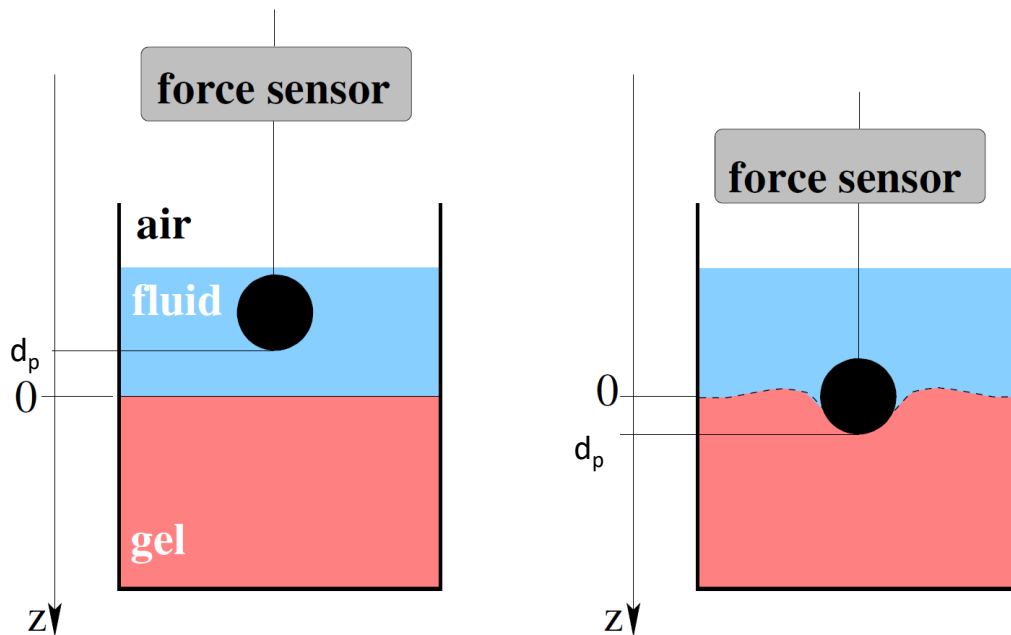 force sensor
air
fluid
dp
0
gel
z
force sensor
0
dp
z